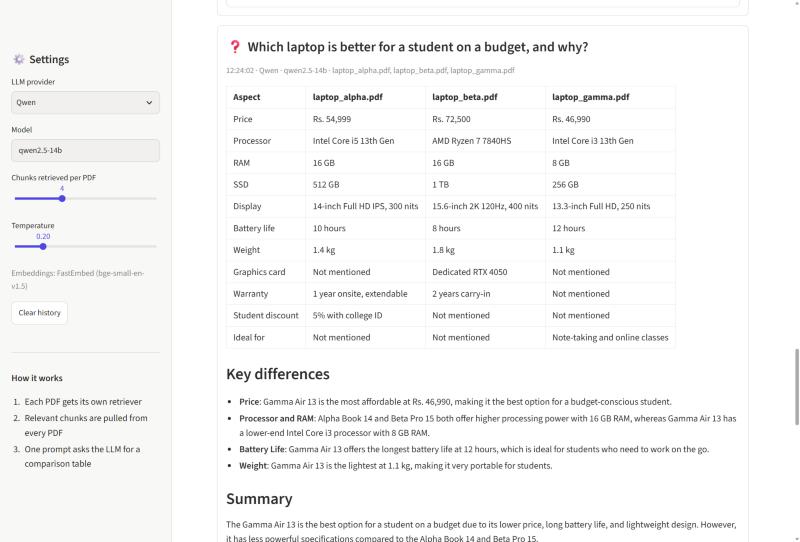 Settings
LLM provider
Qwen
Model
qwen2.5-14b
Chunks retrieved per PDF
4
Temperature
0.20
Embeddings: FastEmbed (bge-small-en-
v1.5)
Clear history
How it works
1. Each PDF gets its own retriever
2. Relevant chunks are pulled from
every PDF
3. One prompt asks the LLM for a
comparison table
❓ Which laptop is better for a student on a budget, and why?
12:24:02 · Qwen · qwen2.5-14b · laptop_alpha.pdf, laptop_beta.pdf, laptop_gamma.pdf
Aspect laptop_alpha.pdf laptop_beta.pdf laptop_gamma.pdf
Price Rs. 54,999 Rs. 72,500 Rs. 46,990
Processor Intel Core i5 13th Gen AMD Ryzen 7 7840HS Intel Core i3 13th Gen
RAM 16 GB 16 GB 8 GB
SSD 512 GB 1 TB 256 GB
Display 14-inch Full HD IPS, 300 nits 15.6-inch 2K 120Hz, 400 nits 13.3-inch Full HD, 250 nits
Battery life 10 hours 8 hours 12 hours
Weight 1.4 kg 1.8 kg 1.1 kg
Graphics card Not mentioned Dedicated RTX 4050 Not mentioned
Warranty 1 year onsite, extendable 2 years carry-in Not mentioned
Student discount 5% with college ID Not mentioned Not mentioned
Ideal for Not mentioned Not mentioned Note-taking and online classes
Key differences
• Price: Gamma Air 13 is the most affordable at Rs. 46,990, making it the best option for a budget-conscious student.
• Processor and RAM: Alpha Book 14 and Beta Pro 15 both offer higher processing power with 16 GB RAM, whereas Gamma Air 13 has
a lower-end Intel Core i3 processor with 8 GB RAM.
• Battery Life: Gamma Air 13 offers the longest battery life at 12 hours, which is ideal for students who need to work on the go.
• Weight: Gamma Air 13 is the lightest at 1.1 kg, making it very portable for students.
Summary
The Gamma Air 13 is the best option for a student on a budget due to its lower price, long battery life, and lightweight design. However,
it has less powerful specifications compared to the Alpha Book 14 and Beta Pro 15.